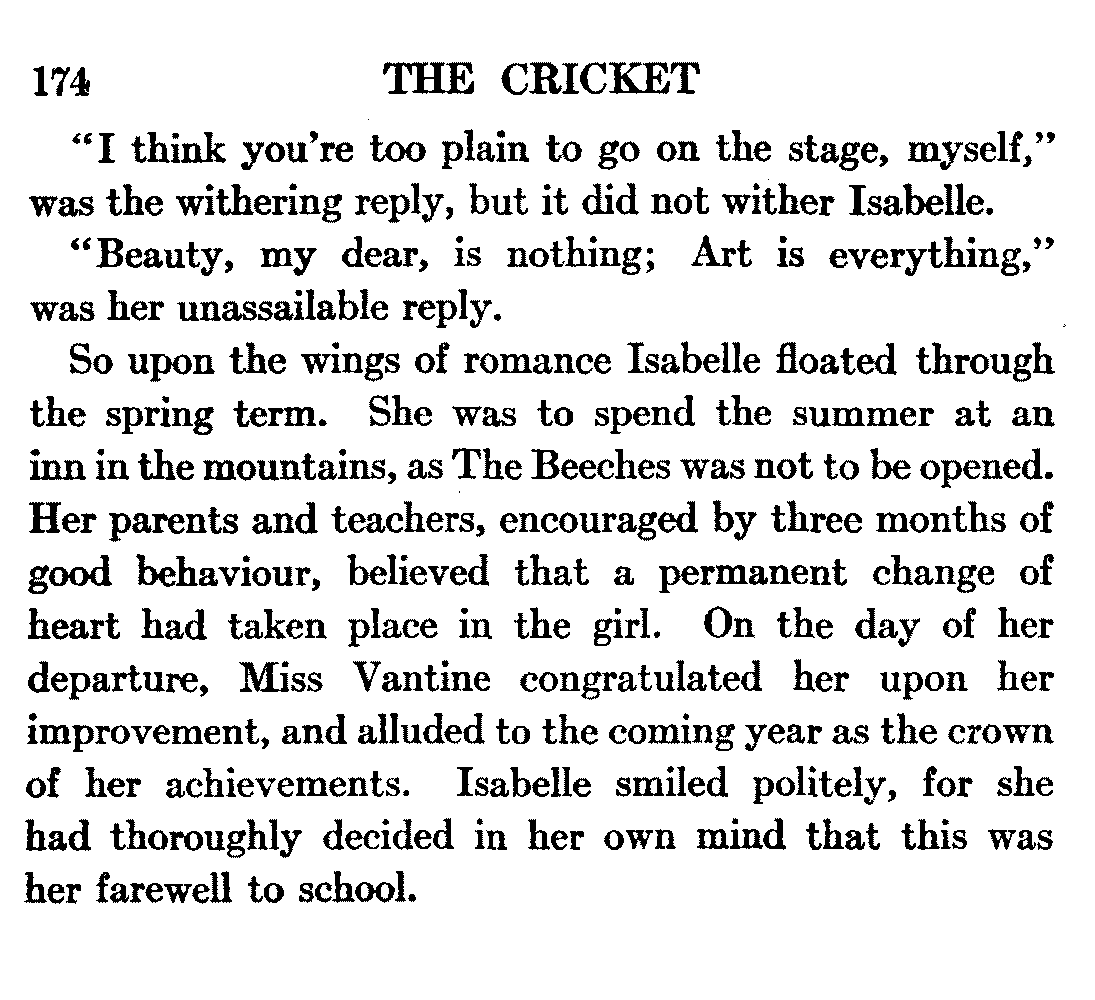 174 THE CRICKET
“I think you're too plain to go on the stage, myself,”
was the withering reply, but it did not wither Isabelle.
“Beauty, my dear, is nothing; Art is everything,”
was her unassailable reply.
So upon the wings of romance Isabelle floated through
the spring term. She was to spend the summer at an
inn in the mountains, as The Beeches was not to be opened.
Her parents and teachers, encouraged by three months of
good behaviour, believed that a permanent change of
heart had taken place in the girl. On the day of her
departure, Miss Vantine congratulated her upon her
improvement, and alluded to the coming year as the crown
of her achievements. Isabelle smiled politely, for she
had thoroughly decided in her own mind that this was
her farewell to school.